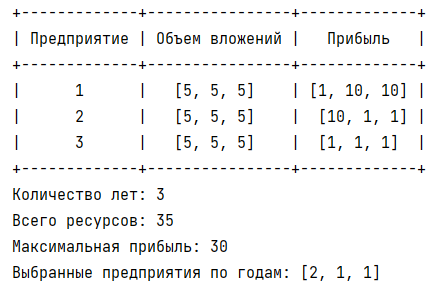 +-------------+----------------+-------------+
| Предприятие | Объем вложений |   Прибыль   |
+-------------+----------------+-------------+
|      1      |   [5, 5, 5]    | [1, 10, 10] |
|      2      |   [5, 5, 5]    |  [10, 1, 1] |
|      3      |   [5, 5, 5]    |  [1, 1, 1]  |
+-------------+----------------+-------------+
Количество лет: 3
Всего ресурсов: 35
Максимальная прибыль: 30
Выбранные предприятия по годам: [2, 1, 1]